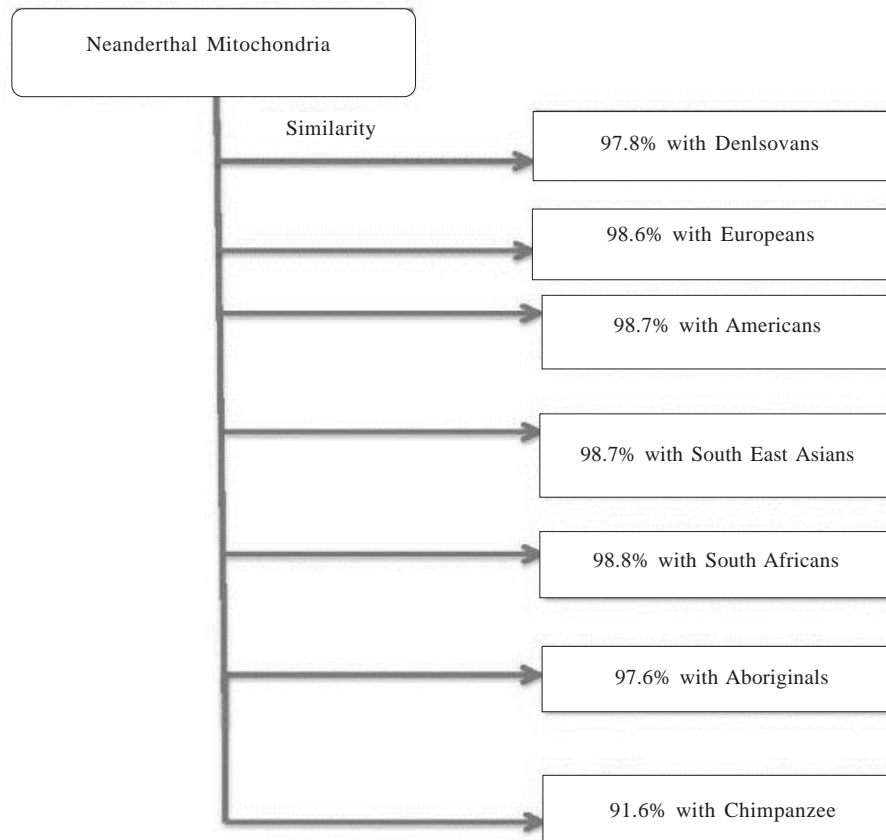 Neanderthal Mitochondria
Similarity
97.8% with Denlsovans
98.6% with Europeans
98.7% with Americans
98.7% with South East Asians
98.8% with South Africans
97.6% with Aboriginals
91.6% with Chimpanzee